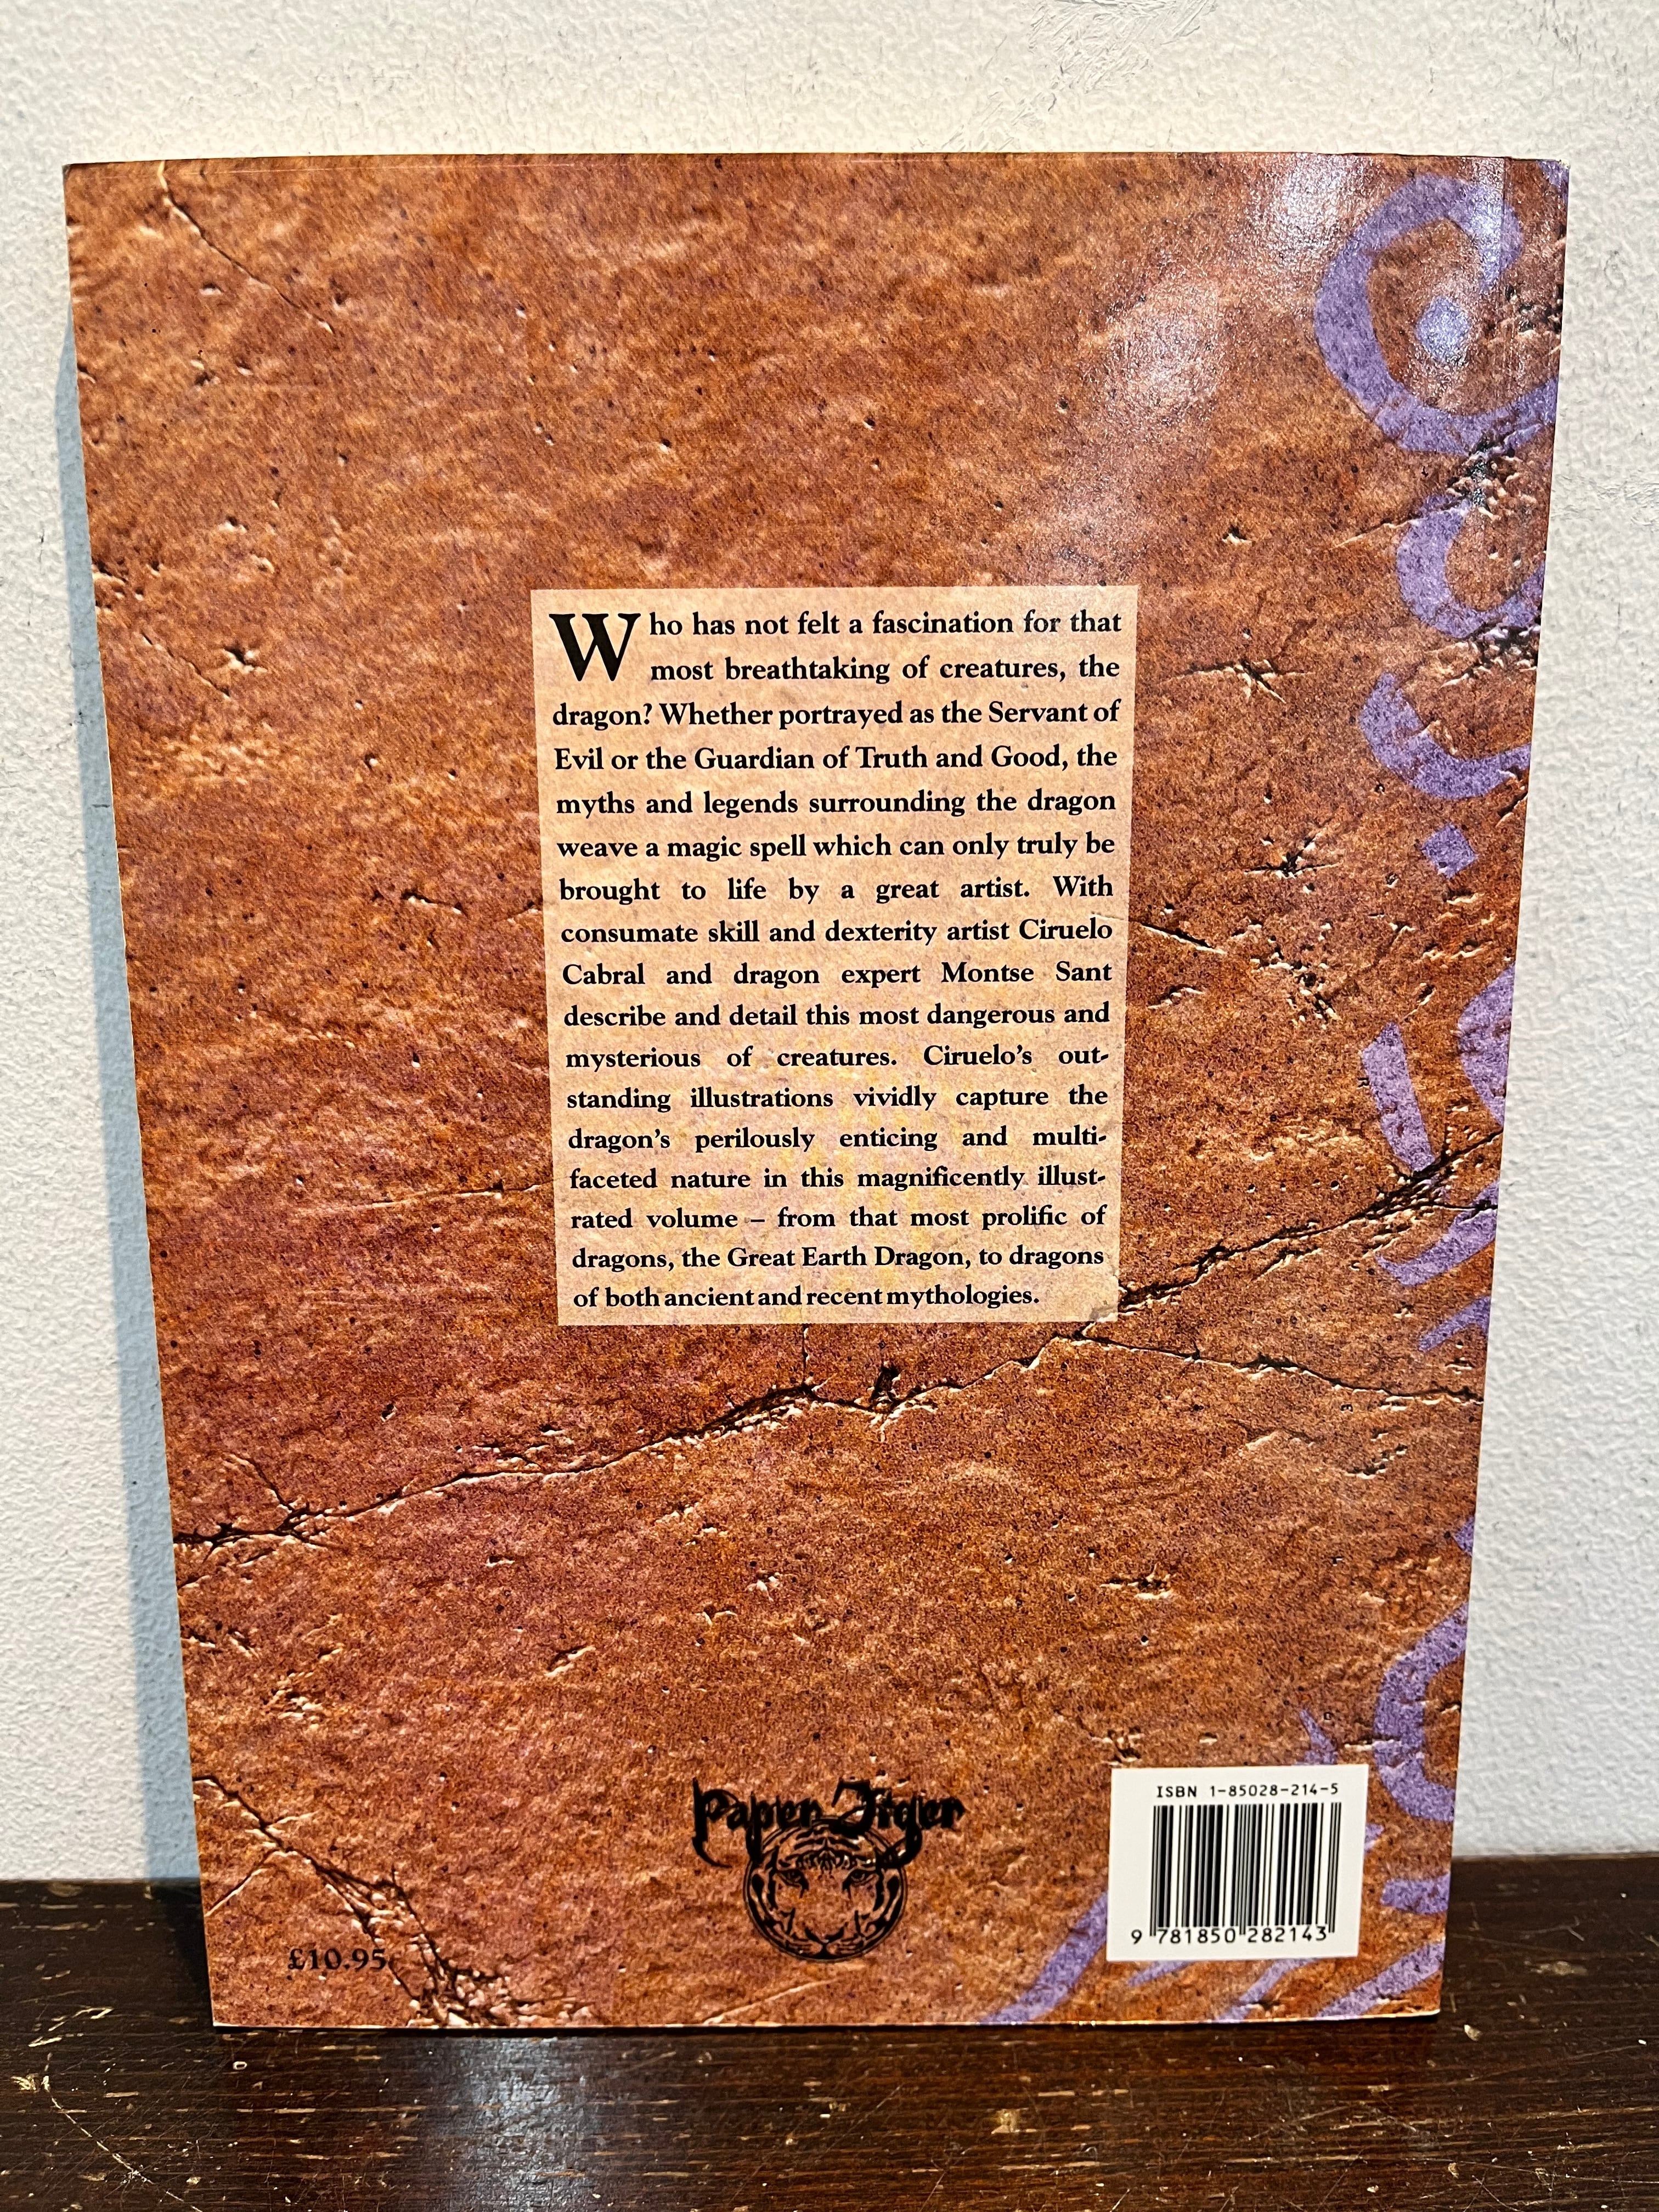 Who has not felt a fascination for that
most breathtaking of creatures, the
dragon? Whether portrayed as the Servant of
Evil or the Guardian of Truth and Good, the
myths and legends surrounding the dragon
weave a magic spell which can only truly be
brought to life by a great artist. With
consumate skill and dexterity artist Ciruelo
Cabral and dragon expert Montse Sant
describe and detail this most dangerous and
mysterious of creatures. Ciruelo's out-
standing illustrations vividly capture the
dragon's perilously enticing and multi-
faceted nature in this magnificently illust-
rated volume – from that most prolific of
dragons, the Great Earth Dragon, to dragons
of both ancient and recent mythologies.
Paper Tiger
£10.95
ISBN 1-85028-214-5
9 781850 282143